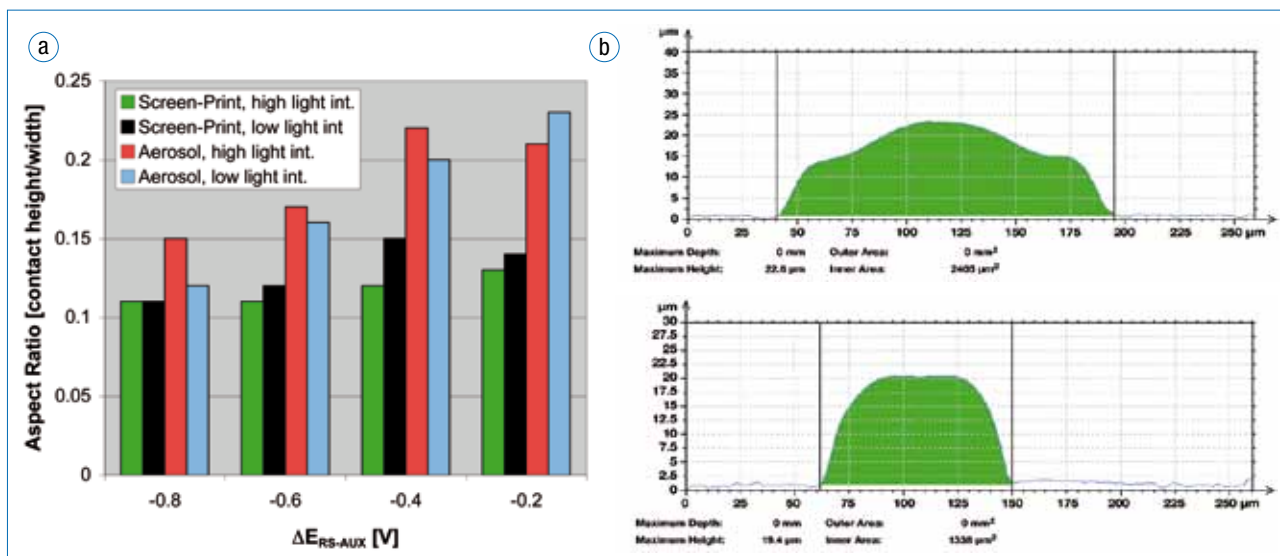 a
0.25
0.2
0.15
0.1
0.05
0
Aspect Ratio [contact height/width]
Screen-Print, high light int.
Screen-Print, low light int
Aerosol, high light int.
Aerosol, low light int.
-0.8 -0.6 -0.4 -0.2
ΔE RS-AUX [V]
b
µm
40
35
30
25
20
15
10
5
0
0 25 50 75 100 125 150 175 200 225 250 µm
Maximum Depth: 0 mm Outer Area: 0 mm²
Maximum Height: 22.8 µm Inner Area: µm²
µm
30
27.5
25
22.5
20
17.5
15
12.5
10
7.5
5
2.5
0
0 25 50 75 100 125 150 175 200 225 250 µm
Maximum Depth: 0 mm Outer Area: 0 mm²
Maximum Height: 19.4 µm Inner Area: 1338 µm²